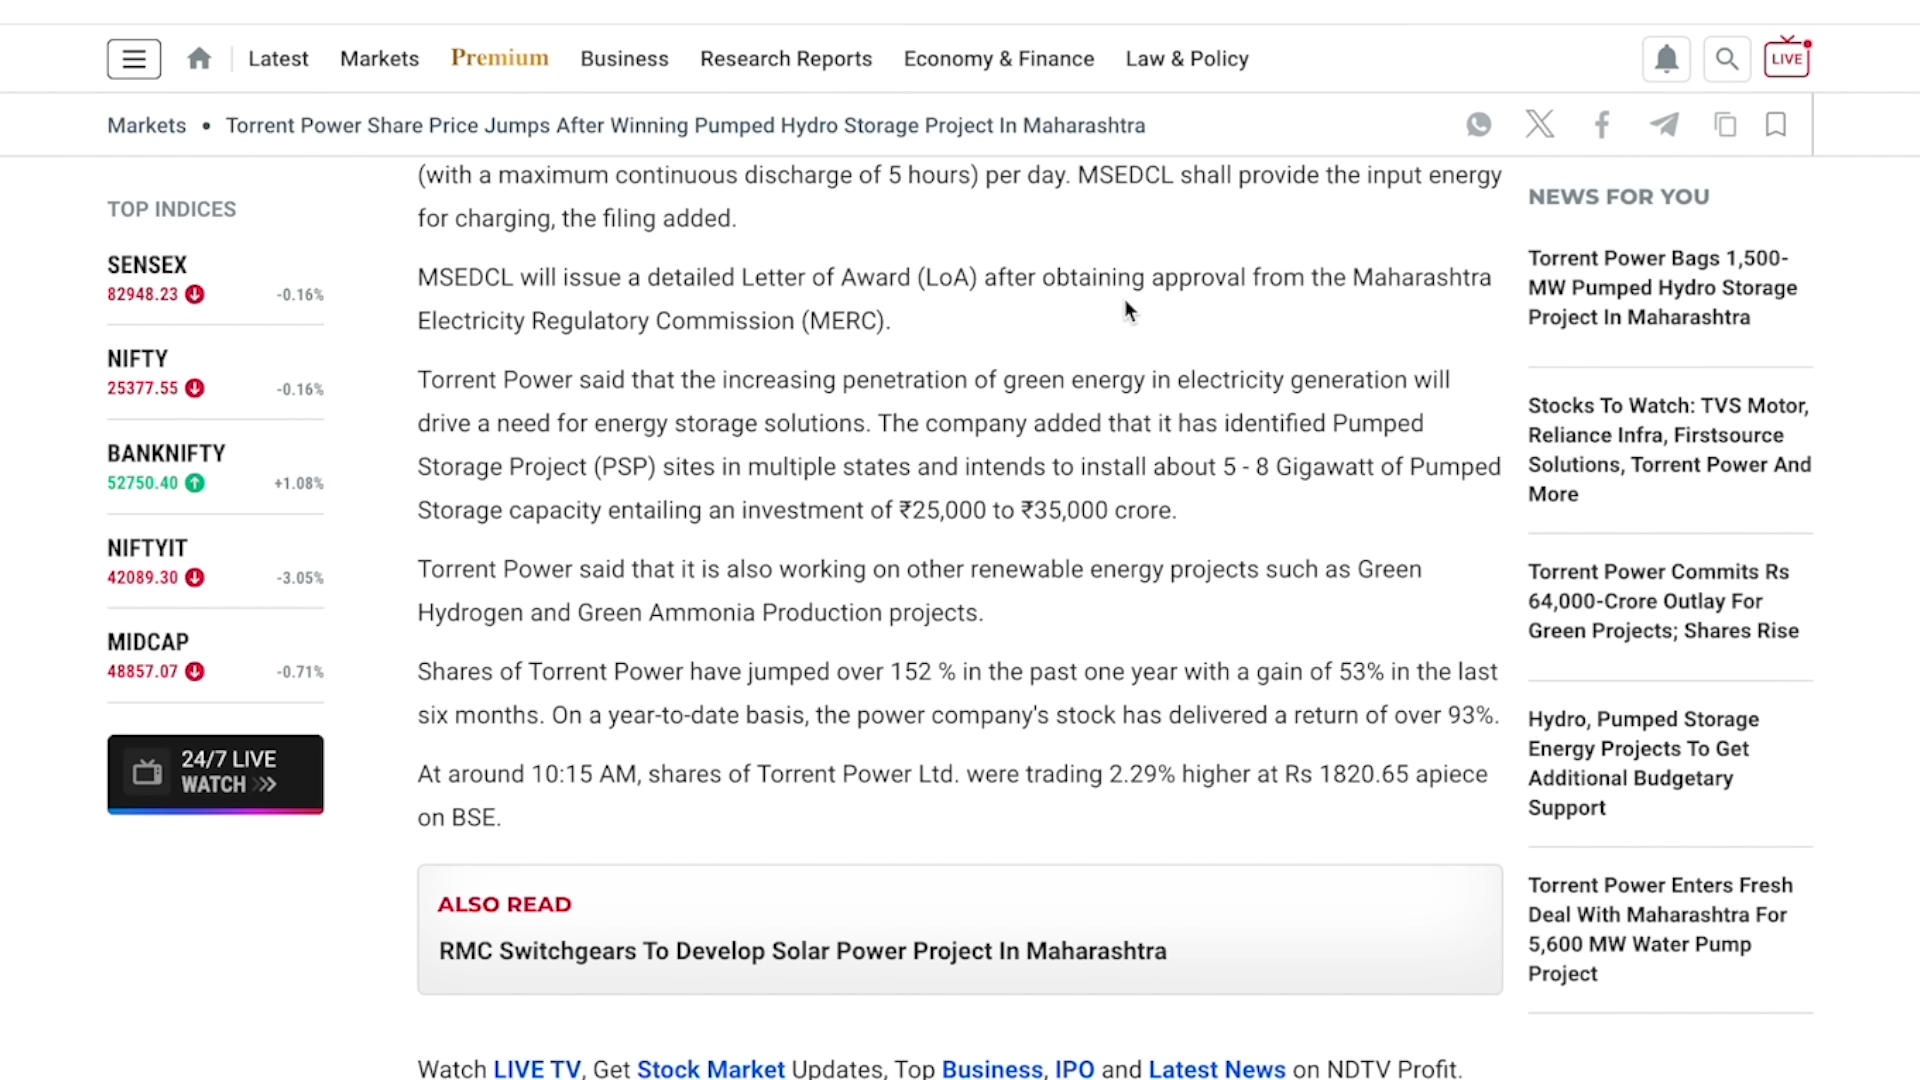 Latest Markets Premium Business Research Reports Economy & Finance Law & Policy LIVE
Markets • Torrent Power Share Price Jumps After Winning Pumped Hydro Storage Project In Maharashtra
TOP INDICES
SENSEX
82948.23 -0.16%
NIFTY
25377.55 -0.16%
BANKNIFTY
52750.40 +1.08%
NIFTYIT
42089.30 -3.05%
MIDCAP
48857.07 -0.71%
24/7 LIVE
WATCH >>>
(with a maximum continuous discharge of 5 hours) per day. MSEDCL shall provide the input energy
for charging, the filing added.
MSEDCL will issue a detailed Letter of Award (LoA) after obtaining approval from the Maharashtra
Electricity Regulatory Commission (MERC).
Torrent Power said that the increasing penetration of green energy in electricity generation will
drive a need for energy storage solutions. The company added that it has identified Pumped
Storage Project (PSP) sites in multiple states and intends to install about 5 - 8 Gigawatt of Pumped
Storage capacity entailing an investment of ₹25,000 to ₹35,000 crore.
Torrent Power said that it is also working on other renewable energy projects such as Green
Hydrogen and Green Ammonia Production projects.
Shares of Torrent Power have jumped over 152 % in the past one year with a gain of 53% in the last
six months. On a year-to-date basis, the power company's stock has delivered a return of over 93%.
At around 10:15 AM, shares of Torrent Power Ltd. were trading 2.29% higher at Rs 1820.65 apiece
on BSE.
ALSO READ
RMC Switchgears To Develop Solar Power Project In Maharashtra
Watch LIVE TV, Get Stock Market Updates, Top Business, IPO and Latest News on NDTV Profit.
NEWS FOR YOU
Torrent Power Bags 1,500-
MW Pumped Hydro Storage
Project In Maharashtra
Stocks To Watch: TVS Motor,
Reliance Infra, Firstsource
Solutions, Torrent Power And
More
Torrent Power Commits Rs
64,000-Crore Outlay For
Green Projects; Shares Rise
Hydro, Pumped Storage
Energy Projects To Get
Additional Budgetary
Support
Torrent Power Enters Fresh
Deal With Maharashtra For
5,600 MW Water Pump
Project